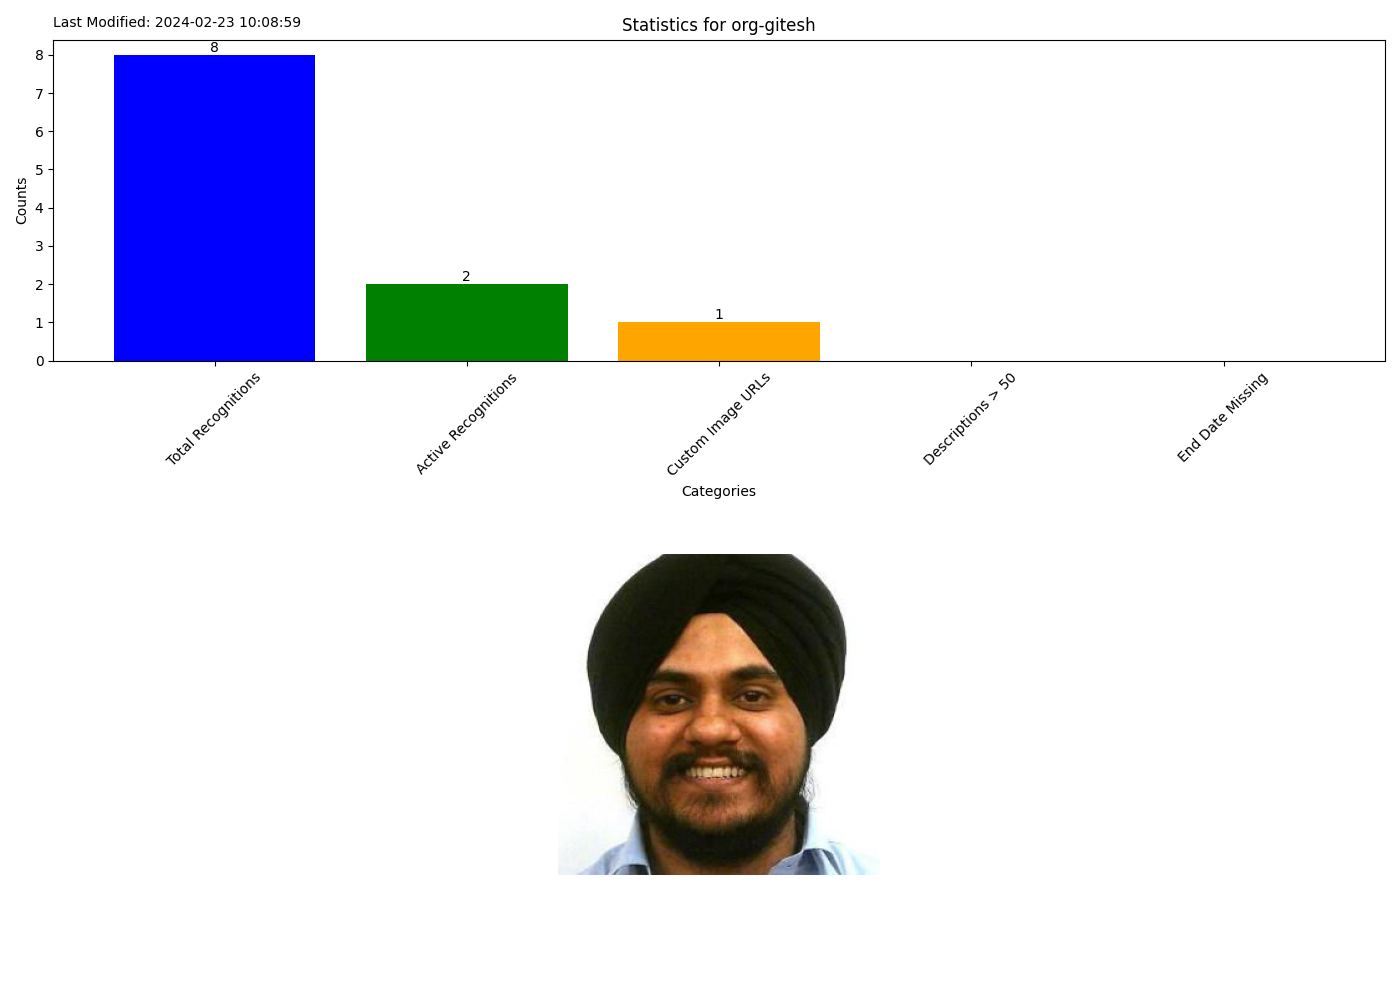 Last Modified: 2024-02-23 10:08:59
Statistics for org-gitesh
8
8
7
6
5
4
3
2
1
0
Counts
2
1
Total Recognitions
Active Recognitions
Custom Image URLs
Descriptions > 50
End Date Missing
Categories